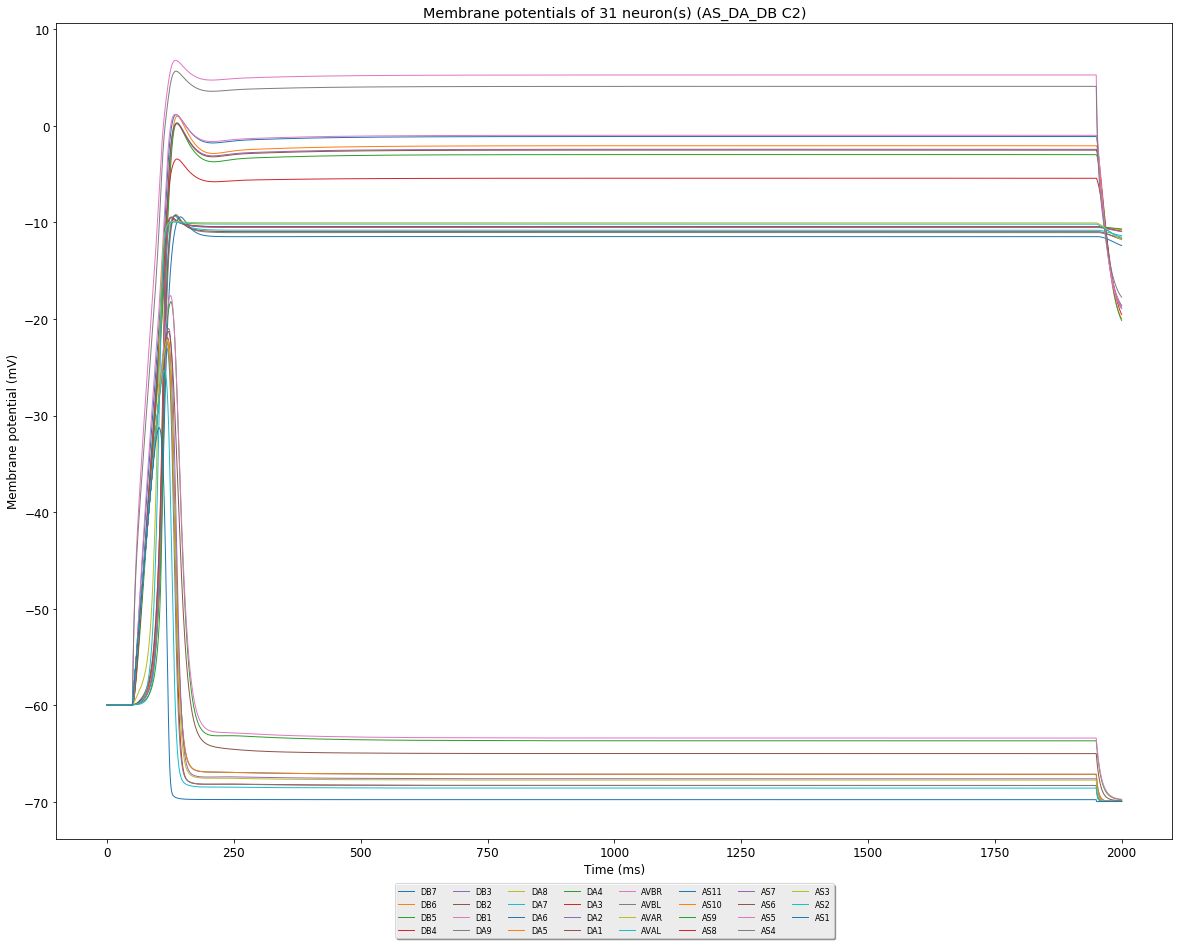 Membrane potentials of 31 neuron(s) (AS_DA_DB C2)
10
0
−10
−20
−30
−40
−50
−60
−70
Membrane potential (mV)
0 250 500 750 1000 1250 1500 1750 2000
Time (ms)
DB7 DB3 DA8 DA4 AVBR AS11 AS7 AS3
DB6 DB2 DA7 DA3 AVBL AS10 AS6 AS2
DB5 DB1 DA6 DA2 AVAR AS9 AS5 AS1
DB4 DA9 DA5 DA1 AVAL AS8 AS4